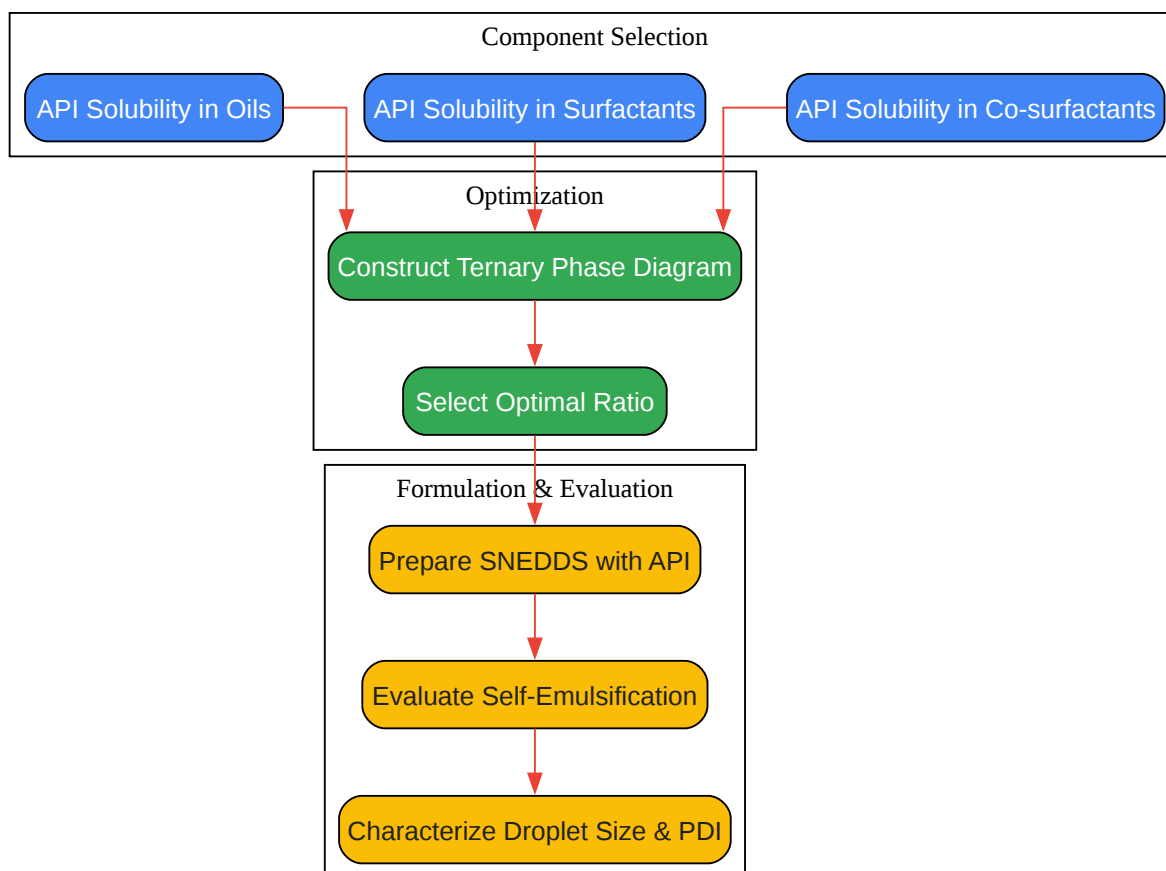 Component Selection
API Solubility in Oils
API Solubility in Surfactants
API Solubility in Co-surfactants
Optimization
Construct Ternary Phase Diagram
Select Optimal Ratio
Formulation & Evaluation
Prepare SNEDDS with API
Evaluate Self-Emulsification
Characterize Droplet Size & PDI